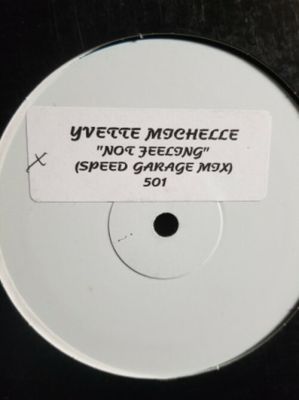 X
YVETTE MICHELLE
"NOT FEELING"
(SPEED GARAGE MIX)
501